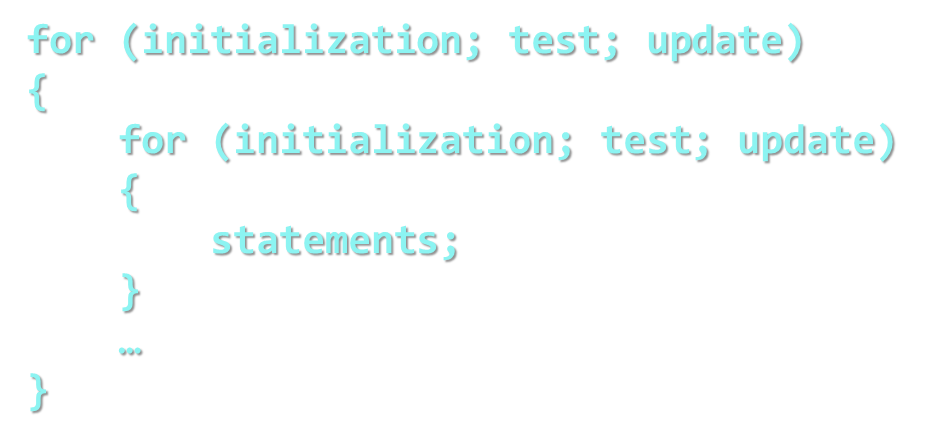 for (initialization; test; update)
{
    for (initialization; test; update)
    {
        statements;
    }
    …
}